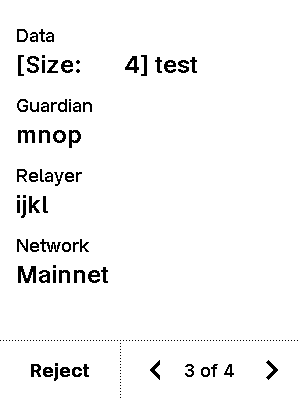 Data
[Size:       4] test
Guardian
mnop
Relayer
ijkl
Network
Mainnet
Reject
3 of 4